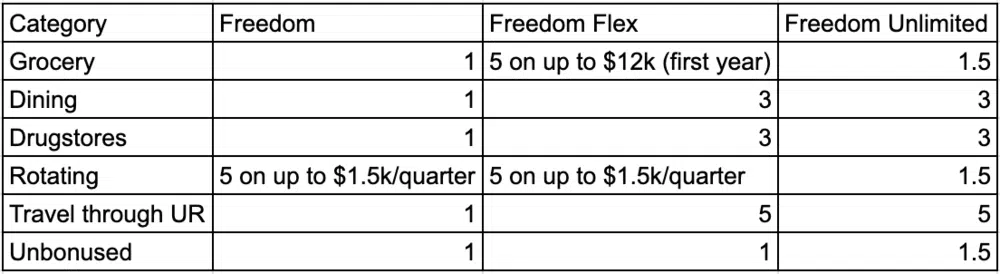 Category Freedom Freedom Flex Freedom Unlimited
Grocery 1 5 on up to $12k (first year) 1.5
Dining 1 3 3
Drugstores 1 3 3
Rotating 5 on up to $1.5k/quarter 5 on up to $1.5k/quarter 1.5
Travel through UR 1 5 5
Unbonused 1 1 1.5